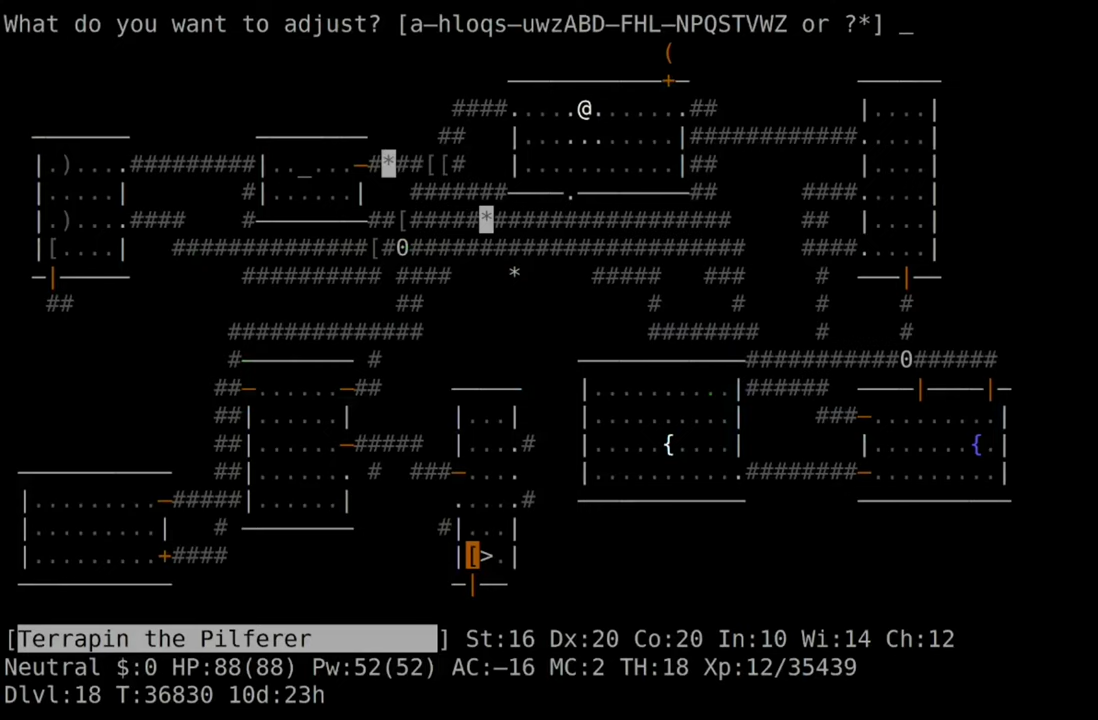 What do you want to adjust? [a–hloqs–uwzABD–FHL–NPQSTVWZ or ?*] _
[Terrapin the Pilferer] St:16 Dx:20 Co:20 In:10 Wi:14 Ch:12
Neutral $:0 HP:88(88) Pw:52(52) AC:–16 MC:2 TH:18 Xp:12/35439
Dlvl:18 T:36830 10d:23h